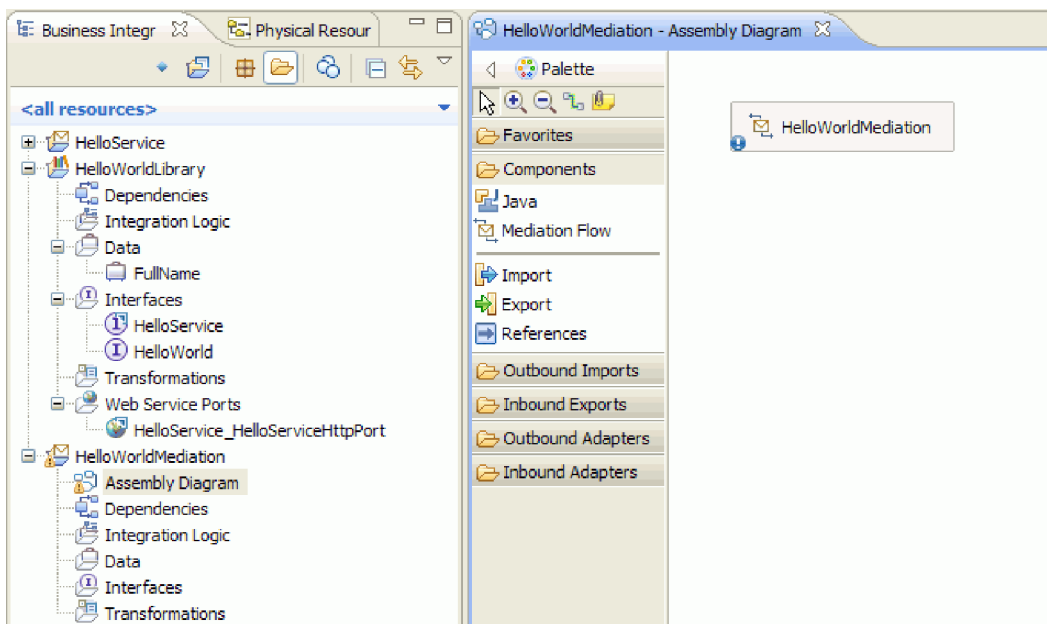 Business Integr
Physical Resour
<all resources>
HelloService
HelloWorldLibrary
Dependencies
Integration Logic
Data
FullName
Interfaces
HelloService
HelloWorld
Transformations
Web Service Ports
HelloService_HelloServiceHttpPort
HelloWorldMediation
Assembly Diagram
Dependencies
Integration Logic
Data
Interfaces
Transformations
HelloWorldMediation - Assembly Diagram
Palette
Favorites
Components
Java
Mediation Flow
Import
Export
References
Outbound Imports
Inbound Exports
Outbound Adapters
Inbound Adapters
HelloWorldMediation